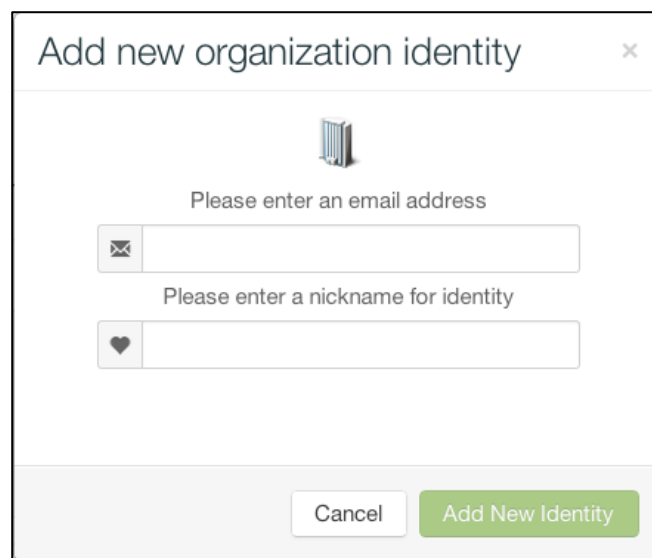 Add new organization identity ×
Please enter an email address
Please enter a nickname for identity
Cancel Add New Identity